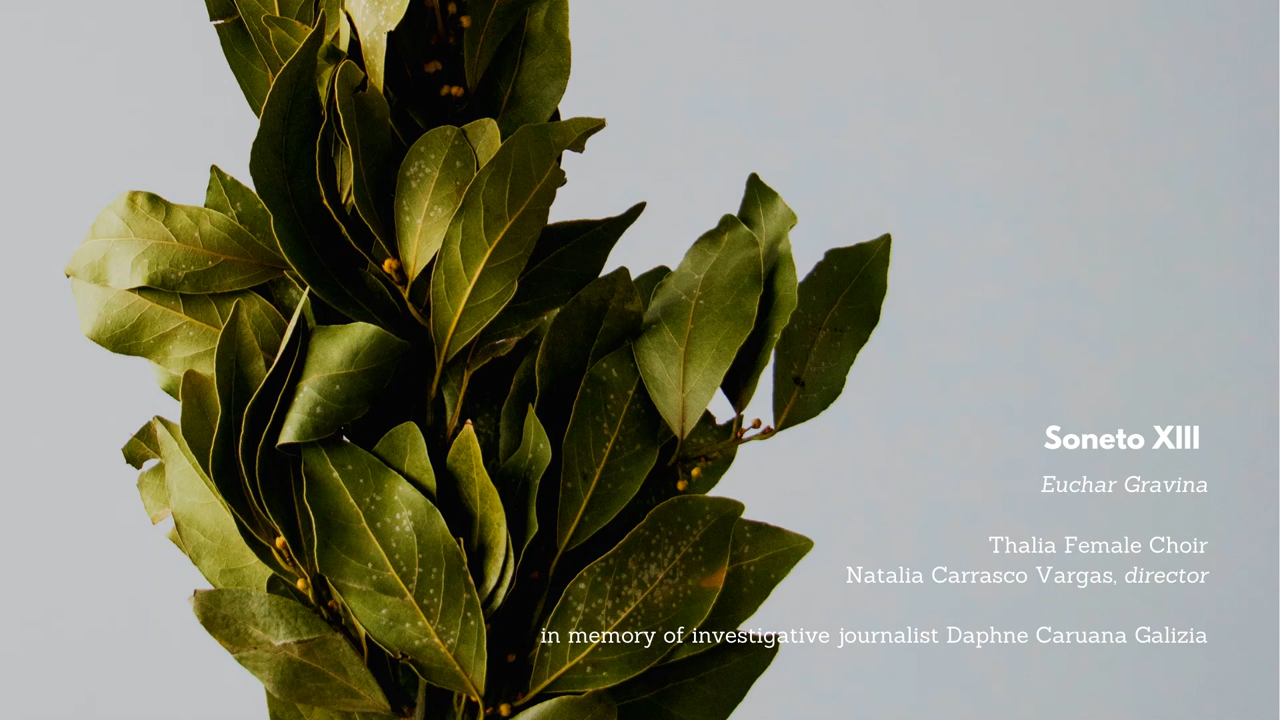 Soneto XIII
Euchar Gravina
Thalia Female Choir
Natalia Carrasco Vargas, director
in memory of investigative journalist Daphne Caruana Galizia